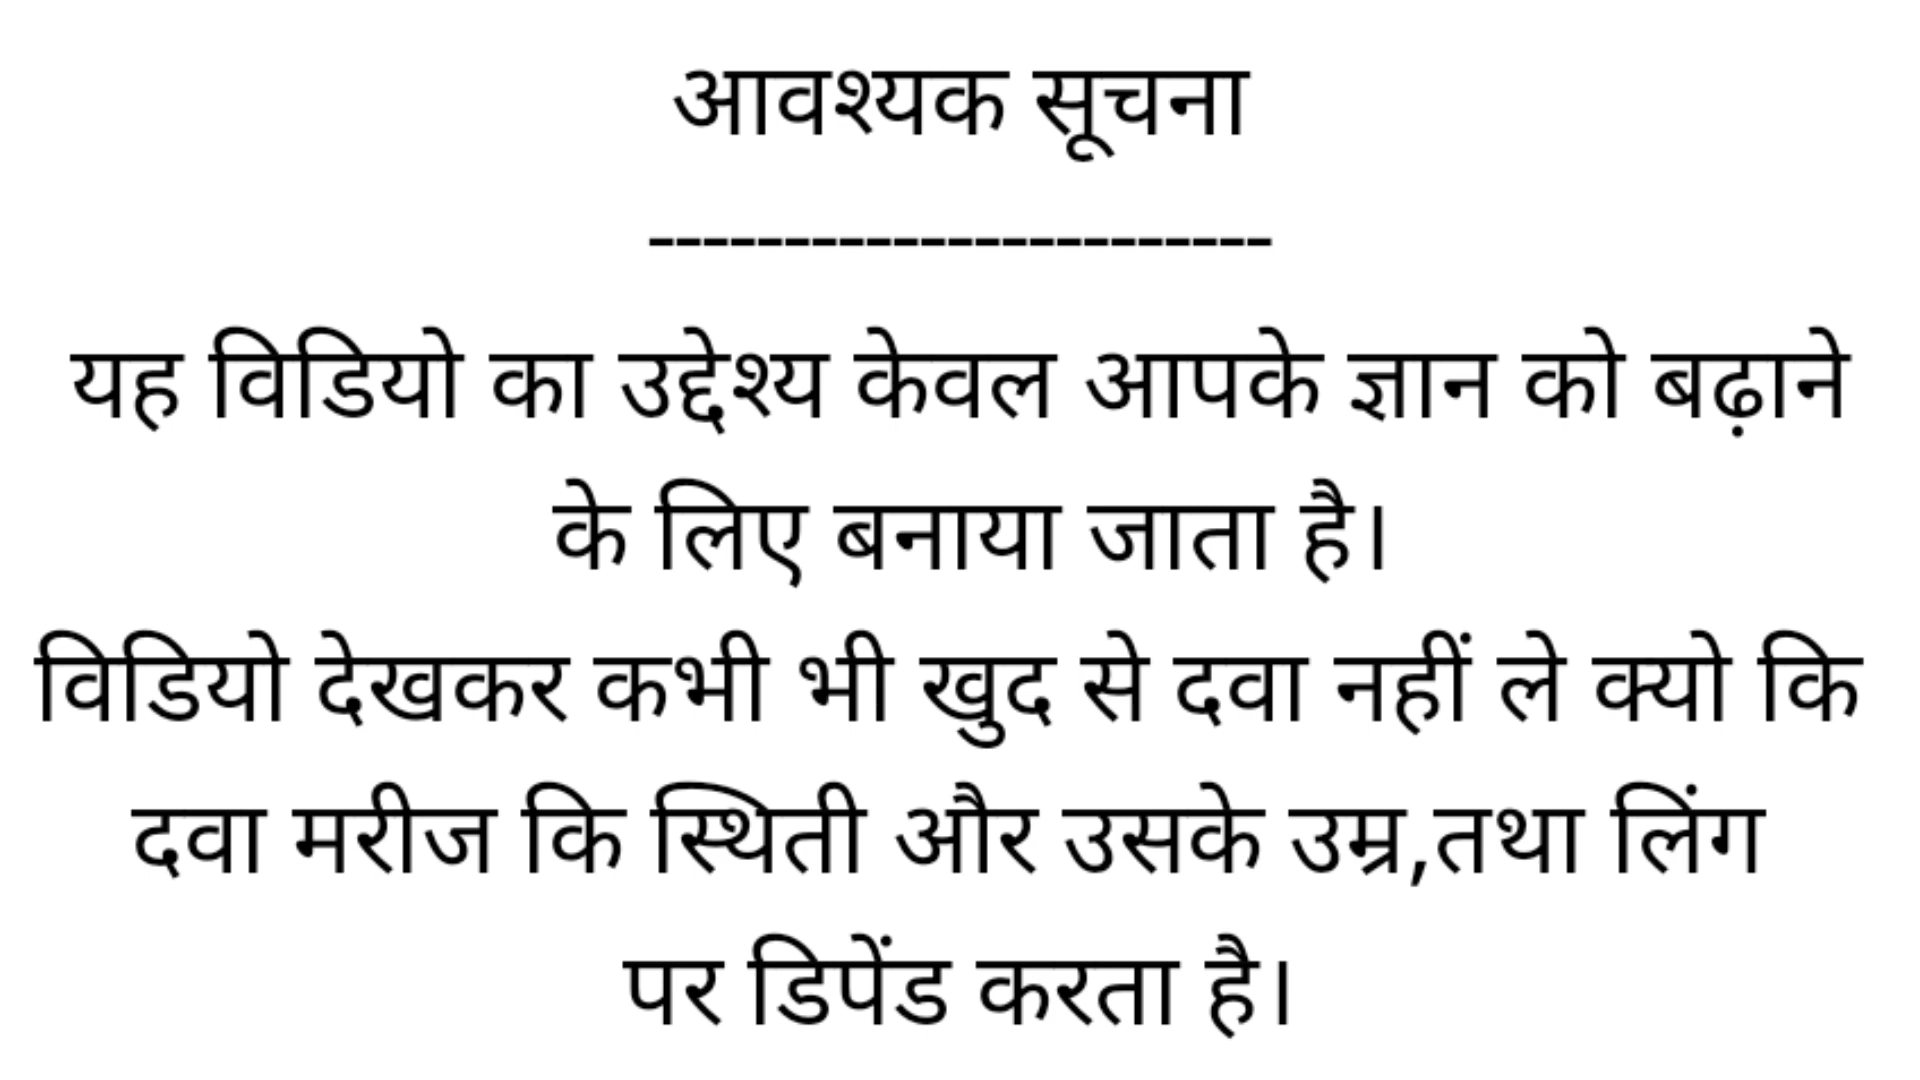 आवश्यक सूचना
-----------------------
यह विडियो का उद्देश्य केवल आपके ज्ञान को बढ़ाने
के लिए बनाया जाता है।
विडियो देखकर कभी भी खुद से दवा नहीं ले क्यो कि
दवा मरीज कि स्थिती और उसके उम्र,तथा लिंग
पर डिपेंड करता है।